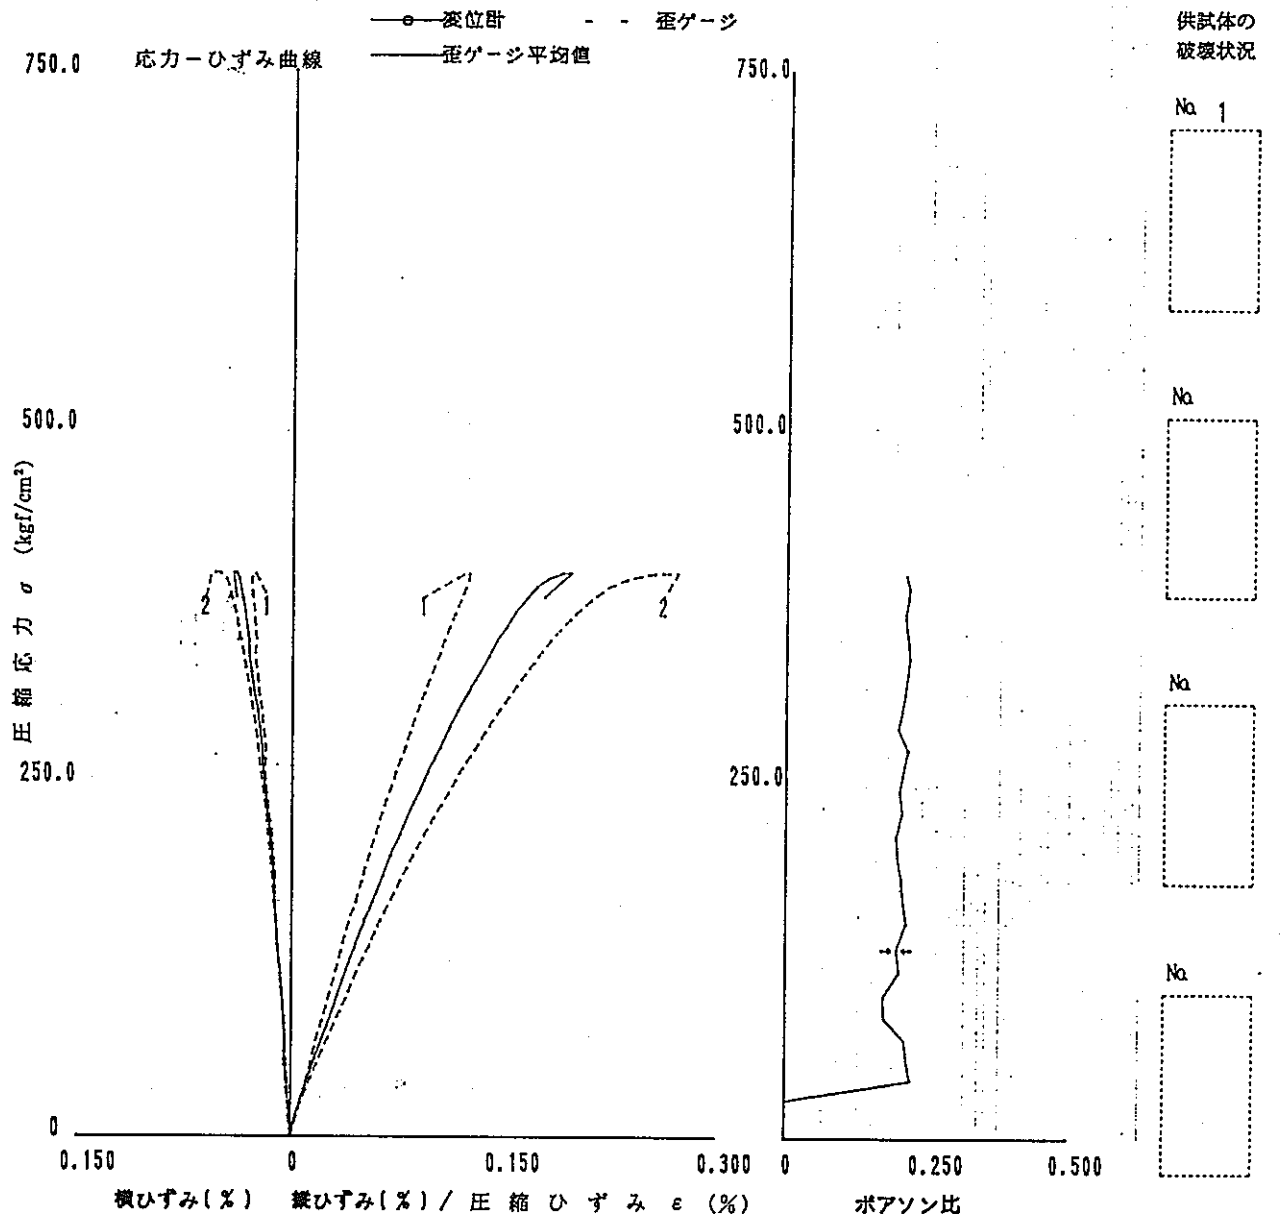 変位計 - - 歪ゲージ
応力－ひずみ曲線 歪ゲージ平均値
供試体の
破壊状況
750.0
750.0
No. 1
500.0
500.0
No.
圧縮応力 σ (kgf/cm²)
2 1 1 2
No.
250.0
250.0
No.
0
0.150 0 0.150 0.300
0 0.250 0.500
横ひずみ(％) 縦ひずみ(％) / 圧縮ひずみ ε (％)
ポアソン比